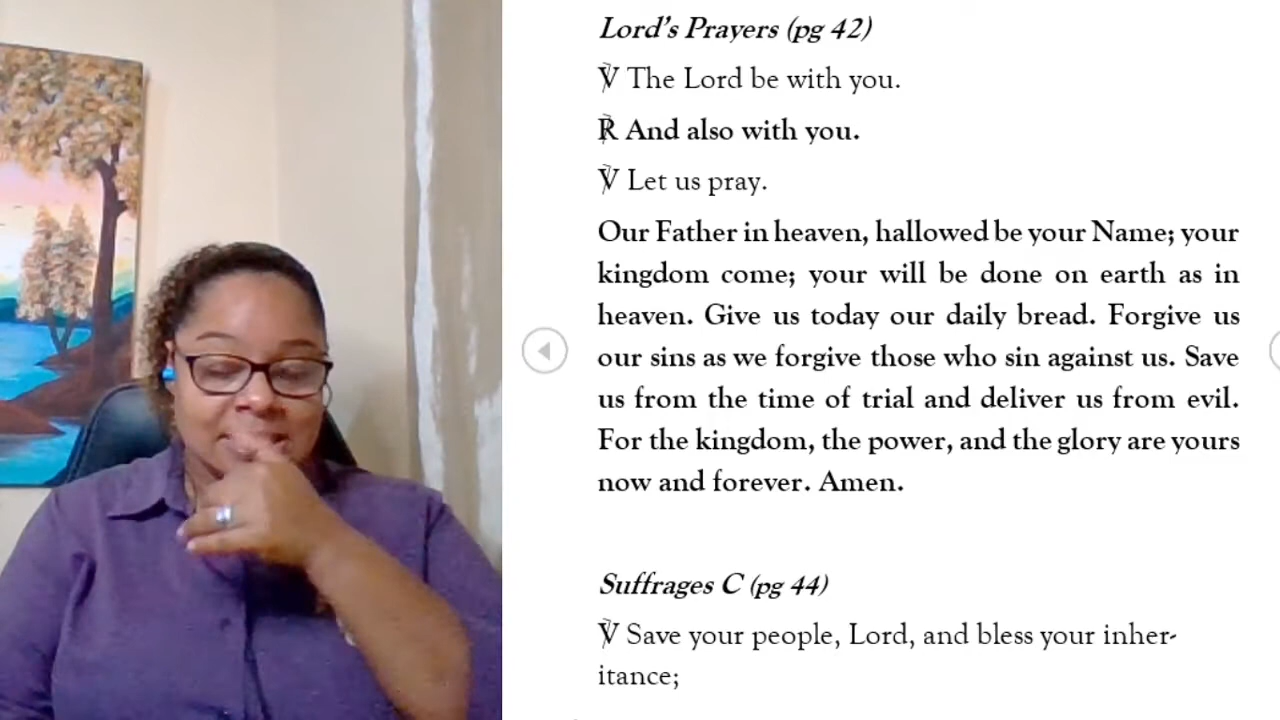 Lord's Prayers (pg 42)
℣ The Lord be with you.
℟ And also with you.
℣ Let us pray.
Our Father in heaven, hallowed be your Name; your
kingdom come; your will be done on earth as in
heaven. Give us today our daily bread. Forgive us
our sins as we forgive those who sin against us. Save
us from the time of trial and deliver us from evil.
For the kingdom, the power, and the glory are yours
now and forever. Amen.
Suffrages C (pg 44)
℣ Save your people, Lord, and bless your inher-
itance;